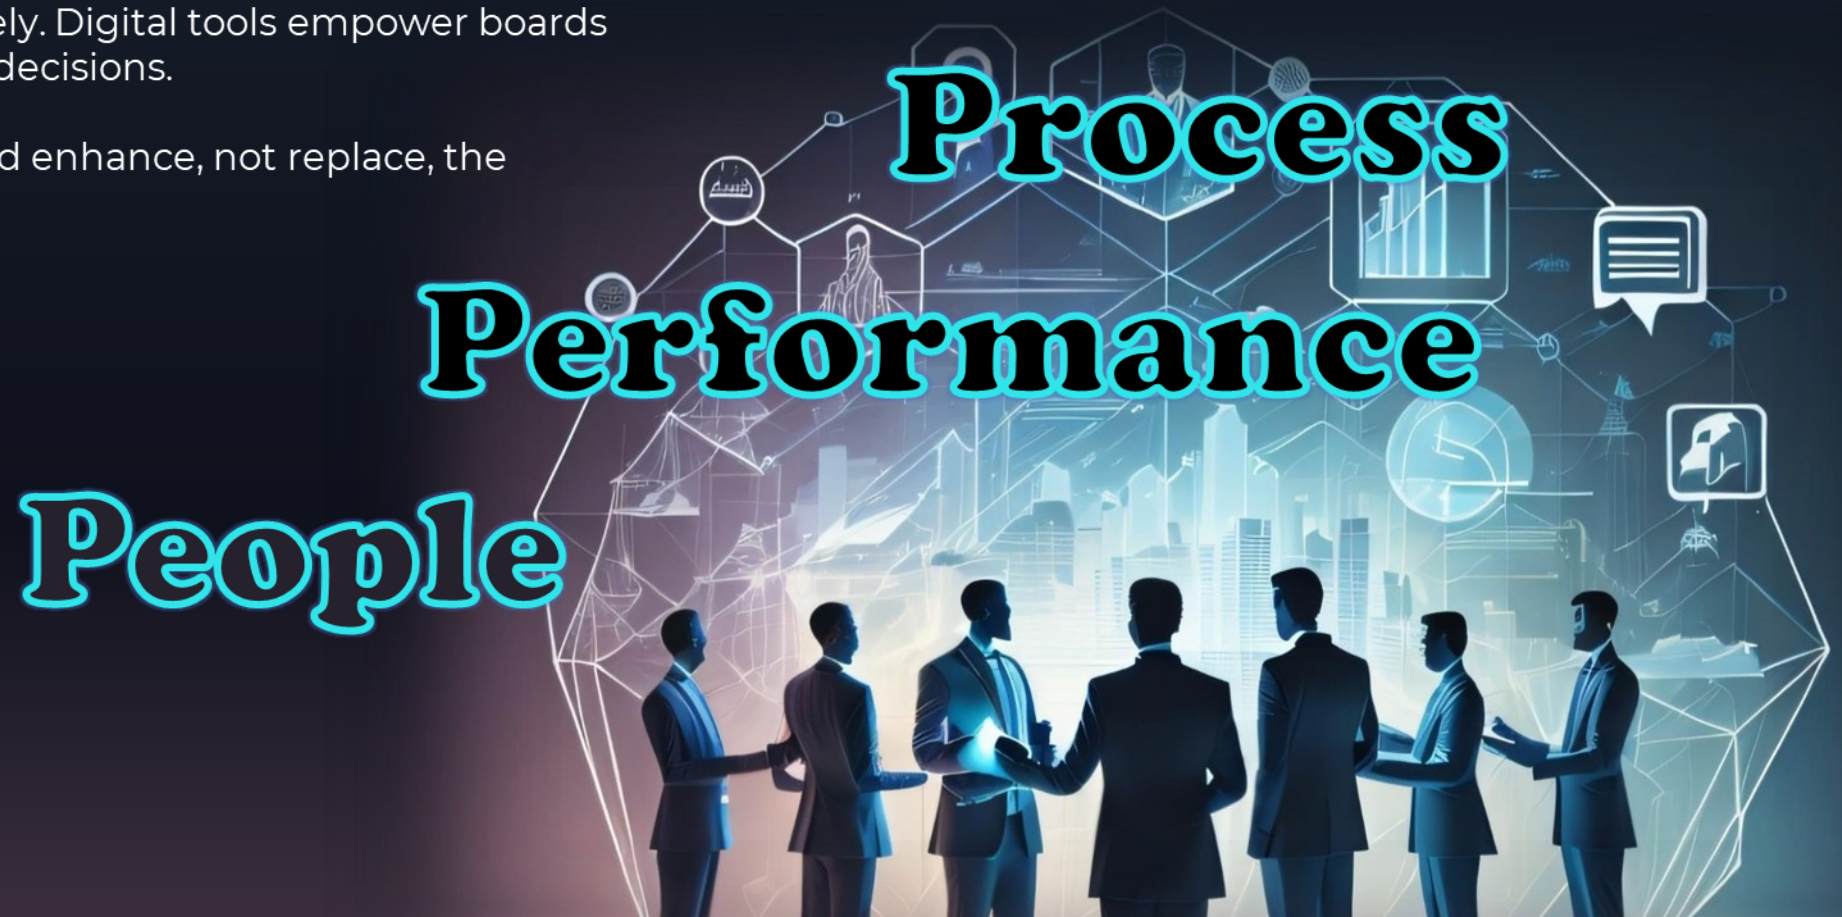 ely. Digital tools empower boards
decisions.
d enhance, not replace, the
Process
Performance
People